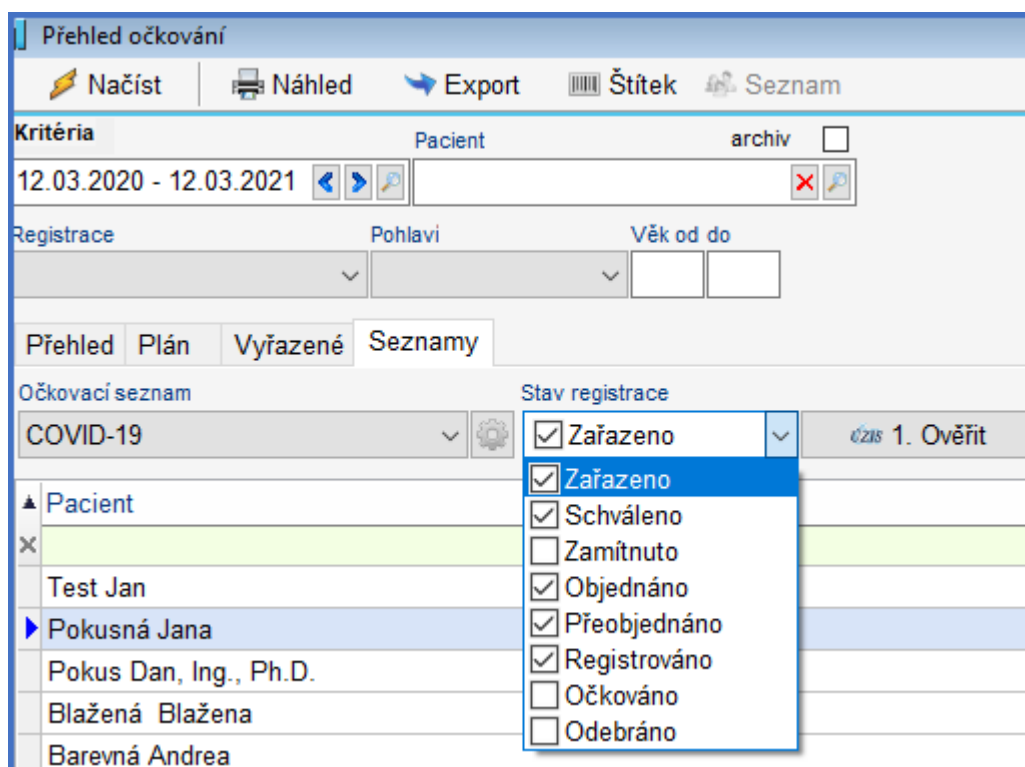 Přehled očkování
Načíst Náhled Export Štítek Seznam
Kritéria Pacient archiv
12.03.2020 - 12.03.2021
Registrace Pohlaví Věk od do
Přehled Plán Vyřazené Seznamy
Očkovací seznam Stav registrace
COVID-19 Zařazeno úzis 1. Ověřit
Pacient
Zařazeno
Schváleno
Zamítnuto
Objednáno
Přeobjednáno
Registrováno
Očkováno
Odebráno
Test Jan
Pokusná Jana
Pokus Dan, Ing., Ph.D.
Blažená Blažena
Barevná Andrea